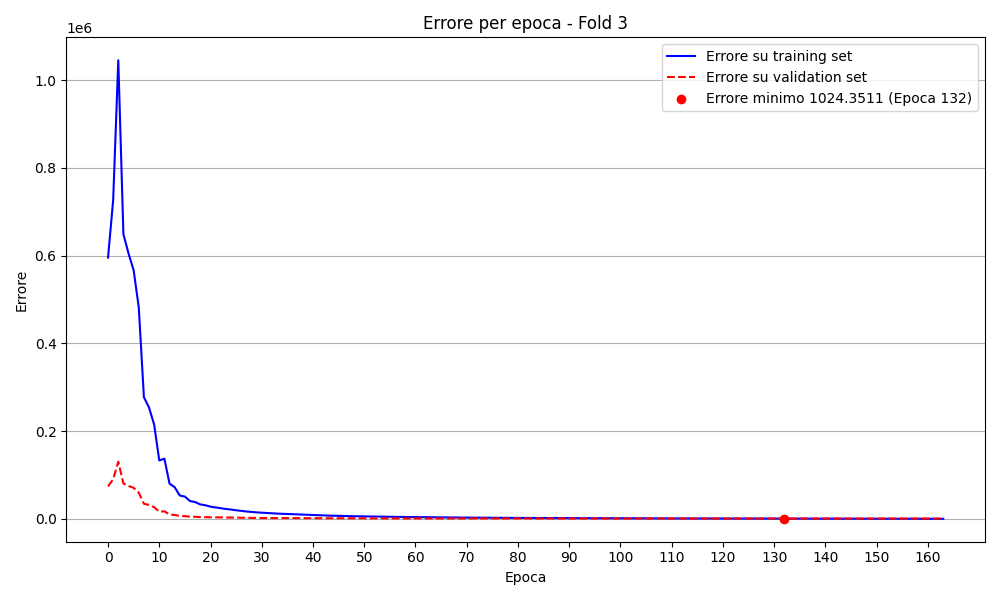 Errore per epoca - Fold 3
1e6
Errore su training set
Errore su validation set
Errore minimo 1024.3511 (Epoca 132)
1.0
0.8
0.6
0.4
0.2
0.0
Errore
0 10 20 30 40 50 60 70 80 90 100 110 120 130 140 150 160
Epoca